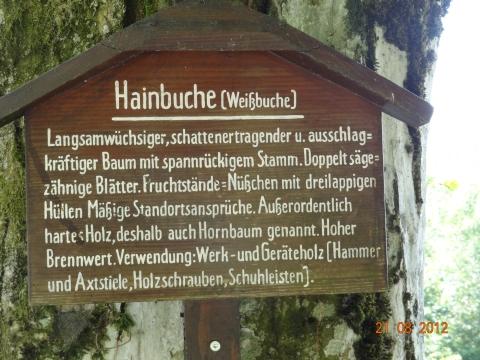 Hainbuche (Weißbuche)
Langsamwüchsiger, schattenertragender u. ausschlag=
kräftiger Baum mit spannrückigem Stamm. Doppelt säge=
zähnige Blätter. Fruchtstände=Nüßchen mit dreilappigen
Hüllen Mäßige Standortsansprüche. Außerordentlich
hartes Holz, deshalb auch Hornbaum genannt. Hoher
Brennwert. Verwendung: Werk- und Geräteholz (Hammer
und Axtstiele, Holzschrauben, Schuhleisten).
21 08 2012